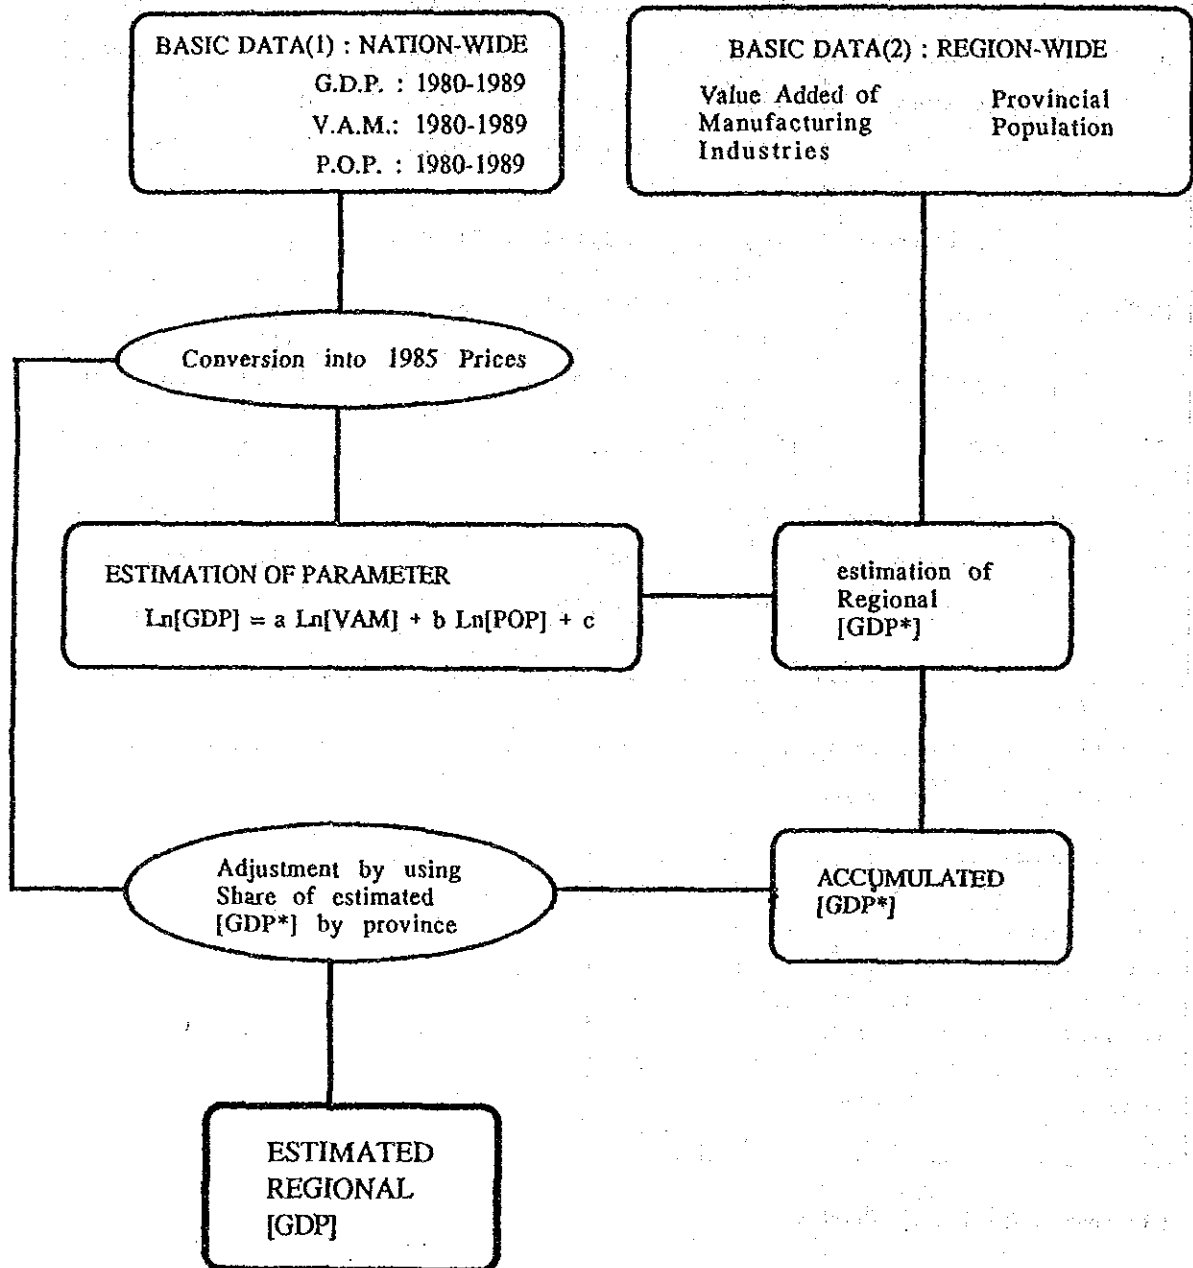 BASIC DATA(1) : NATION-WIDE
G.D.P. : 1980-1989
V.A.M.: 1980-1989
P.O.P. : 1980-1989
BASIC DATA(2) : REGION-WIDE
Value Added of
Manufacturing
Industries
Provincial
Population
Conversion into 1985 Prices
ESTIMATION OF PARAMETER
Ln[GDP] = a Ln[VAM] + b Ln[POP] + c
estimation of
Regional
[GDP*]
Adjustment by using
Share of estimated
[GDP*] by province
ACCUMULATED
[GDP*]
ESTIMATED
REGIONAL
[GDP]